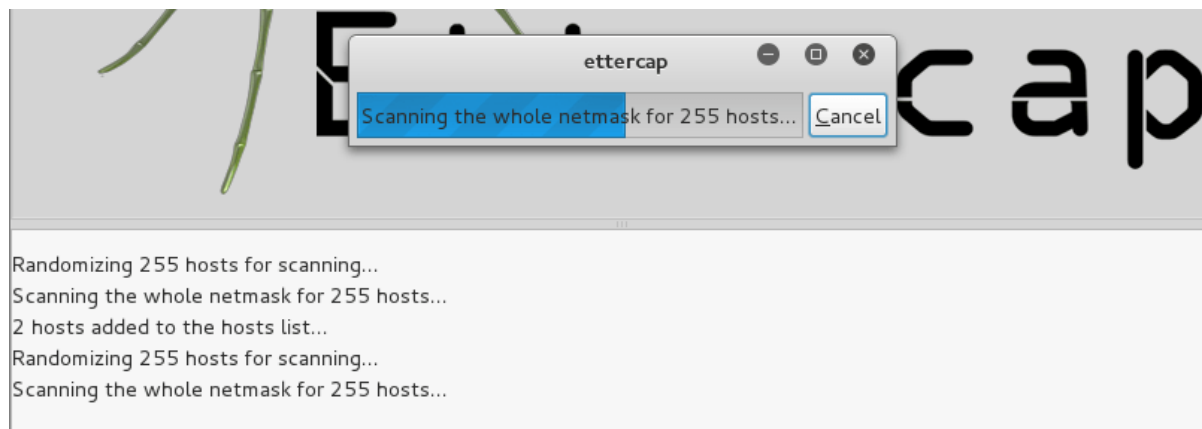 ettercap
Scanning the whole netmask for 255 hosts...
Cancel
cap
Randomizing 255 hosts for scanning...
Scanning the whole netmask for 255 hosts...
2 hosts added to the hosts list...
Randomizing 255 hosts for scanning...
Scanning the whole netmask for 255 hosts...